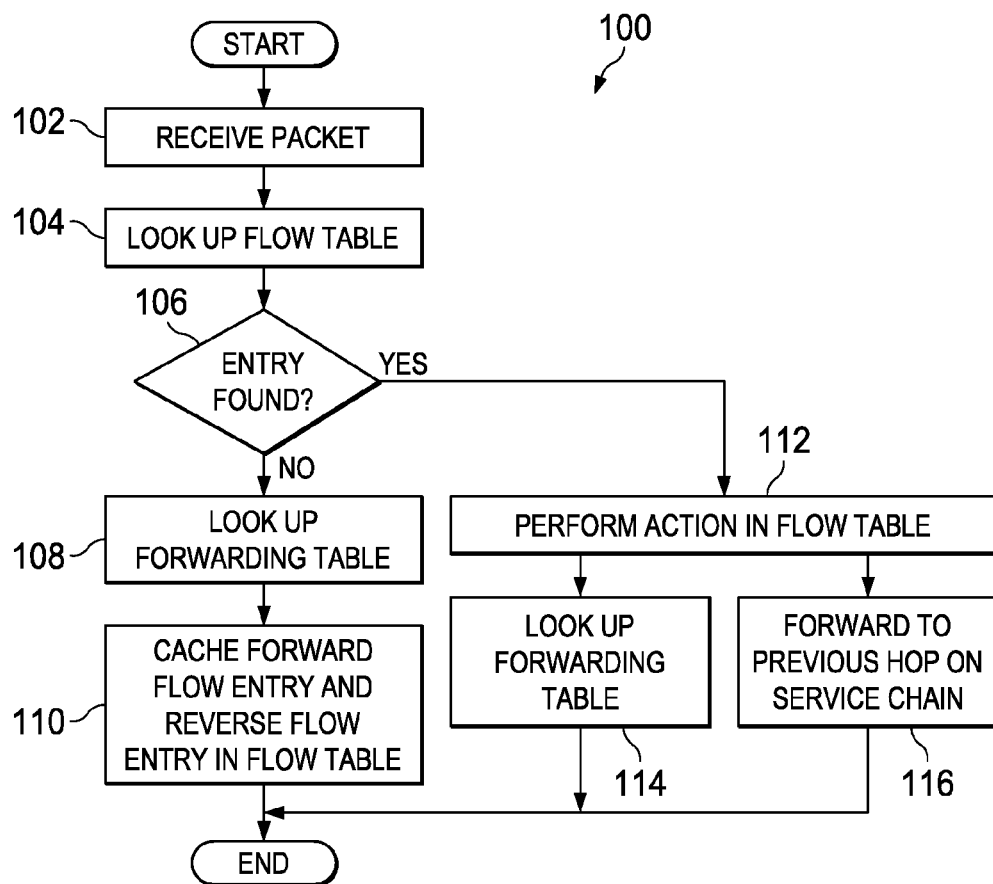 START
100
102
RECEIVE PACKET
104
LOOK UP FLOW TABLE
106
ENTRY
FOUND?
YES
NO
112
108
LOOK UP
FORWARDING TABLE
PERFORM ACTION IN FLOW TABLE
110
CACHE FORWARD
FLOW ENTRY AND
REVERSE FLOW
ENTRY IN FLOW TABLE
LOOK UP
FORWARDING
TABLE
114
FORWARD TO
PREVIOUS HOP ON
SERVICE CHAIN
116
END